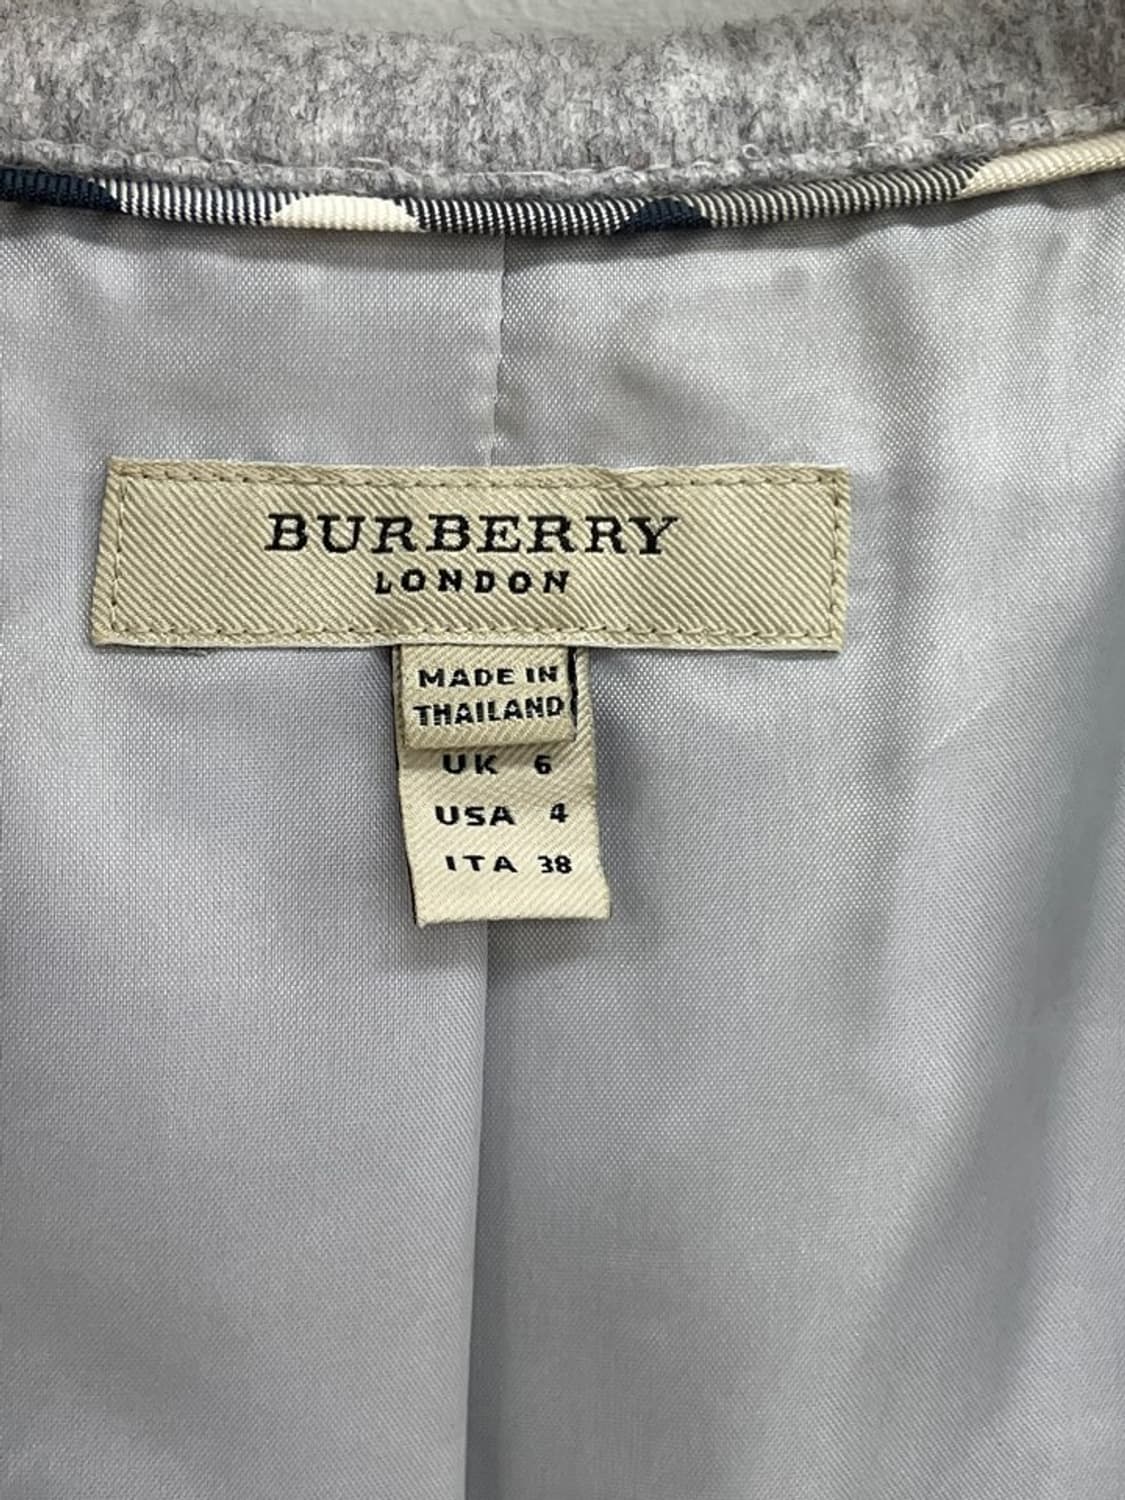 BURBERRY
LONDON
MADE IN
THAILAND
UK 6
USA 4
ITA 38